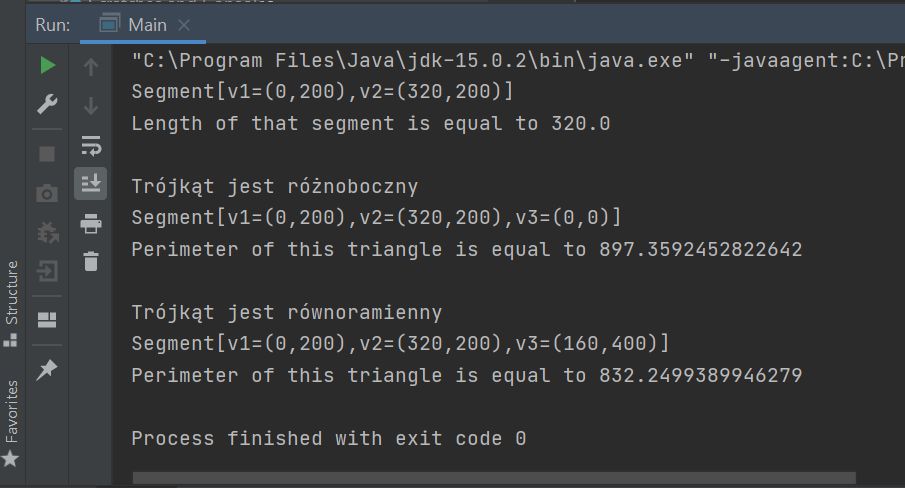 Run: Main
"C:\Program Files\Java\jdk-15.0.2\bin\java.exe" "-javaagent:C:\Pr
Segment[v1=(0,200),v2=(320,200)]
Length of that segment is equal to 320.0
Trójkąt jest różnoboczny
Segment[v1=(0,200),v2=(320,200),v3=(0,0)]
Perimeter of this triangle is equal to 897.3592452822642
Trójkąt jest równoramienny
Segment[v1=(0,200),v2=(320,200),v3=(160,400)]
Perimeter of this triangle is equal to 832.2499389946279
Process finished with exit code 0
Structure
Favorites